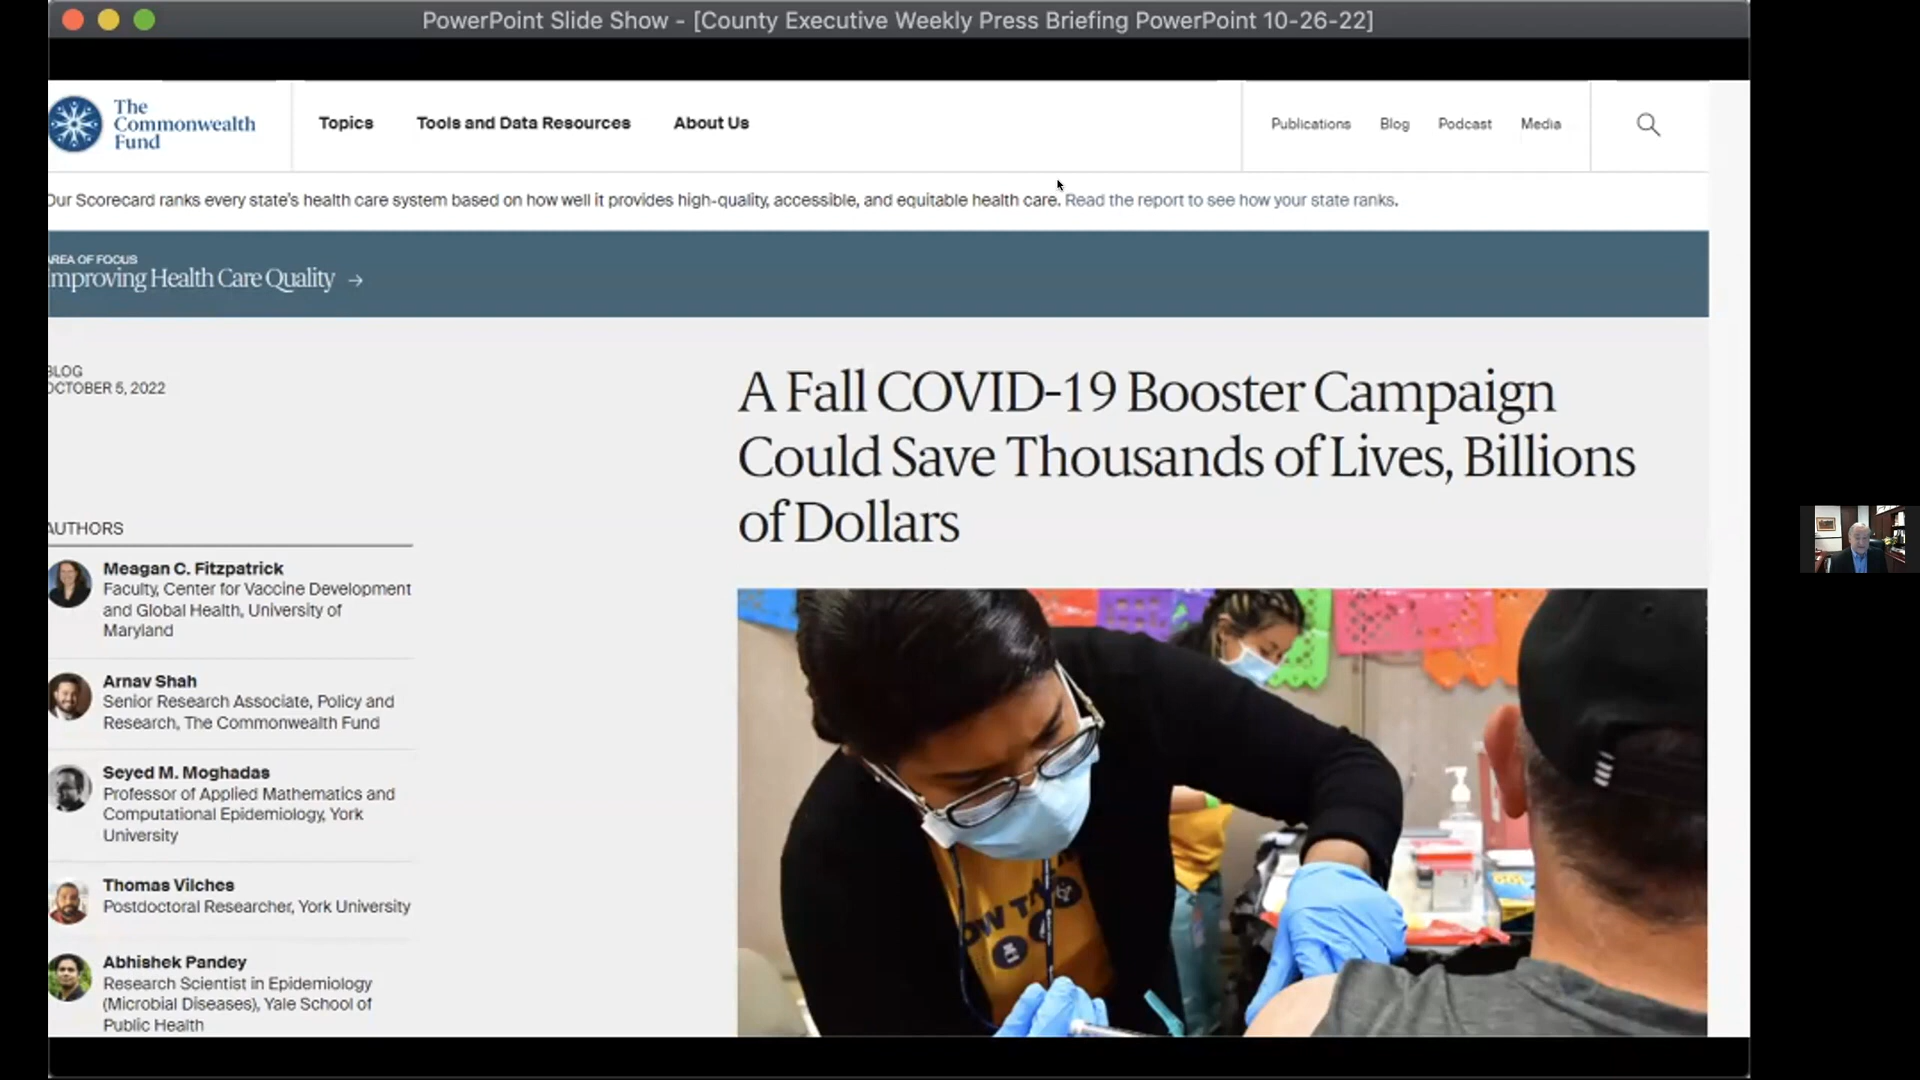 PowerPoint Slide Show - [County Executive Weekly Press Briefing PowerPoint 10-26-22]
The
Commonwealth
Fund
Topics
Tools and Data Resources
About Us
Publications
Blog
Podcast
Media
Our Scorecard ranks every state's health care system based on how well it provides high-quality, accessible, and equitable health care. Read the report to see how your state ranks.
AREA OF FOCUS
Improving Health Care Quality →
BLOG
OCTOBER 5, 2022
A Fall COVID-19 Booster Campaign
Could Save Thousands of Lives, Billions
of Dollars
AUTHORS
Meagan C. Fitzpatrick
Faculty, Center for Vaccine Development
and Global Health, University of
Maryland
Arnav Shah
Senior Research Associate, Policy and
Research, The Commonwealth Fund
Seyed M. Moghadas
Professor of Applied Mathematics and
Computational Epidemiology, York
University
Thomas Vilches
Postdoctoral Researcher, York University
Abhishek Pandey
Research Scientist in Epidemiology
(Microbial Diseases), Yale School of
Public Health